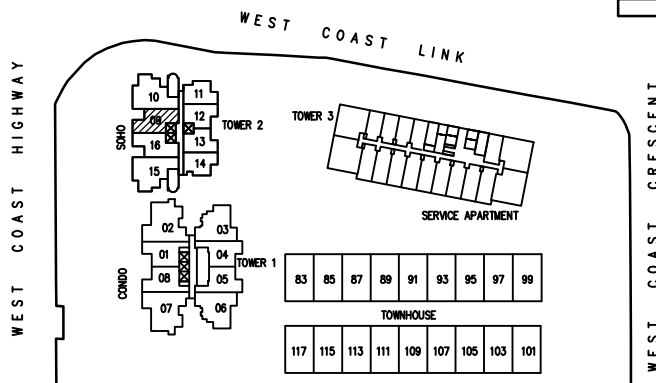 WEST COAST LINK
WEST COAST HIGHWAY
WEST COAST CRESCENT
10
11
09
12
TOWER 2
SOHO
16
13
15
14
TOWER 3
SERVICE APARTMENT
02
03
01
04
TOWER 1
CONDO
08
05
07
06
83 85 87 89 91 93 95 97 99
TOWNHOUSE
117 115 113 111 109 107 105 103 101